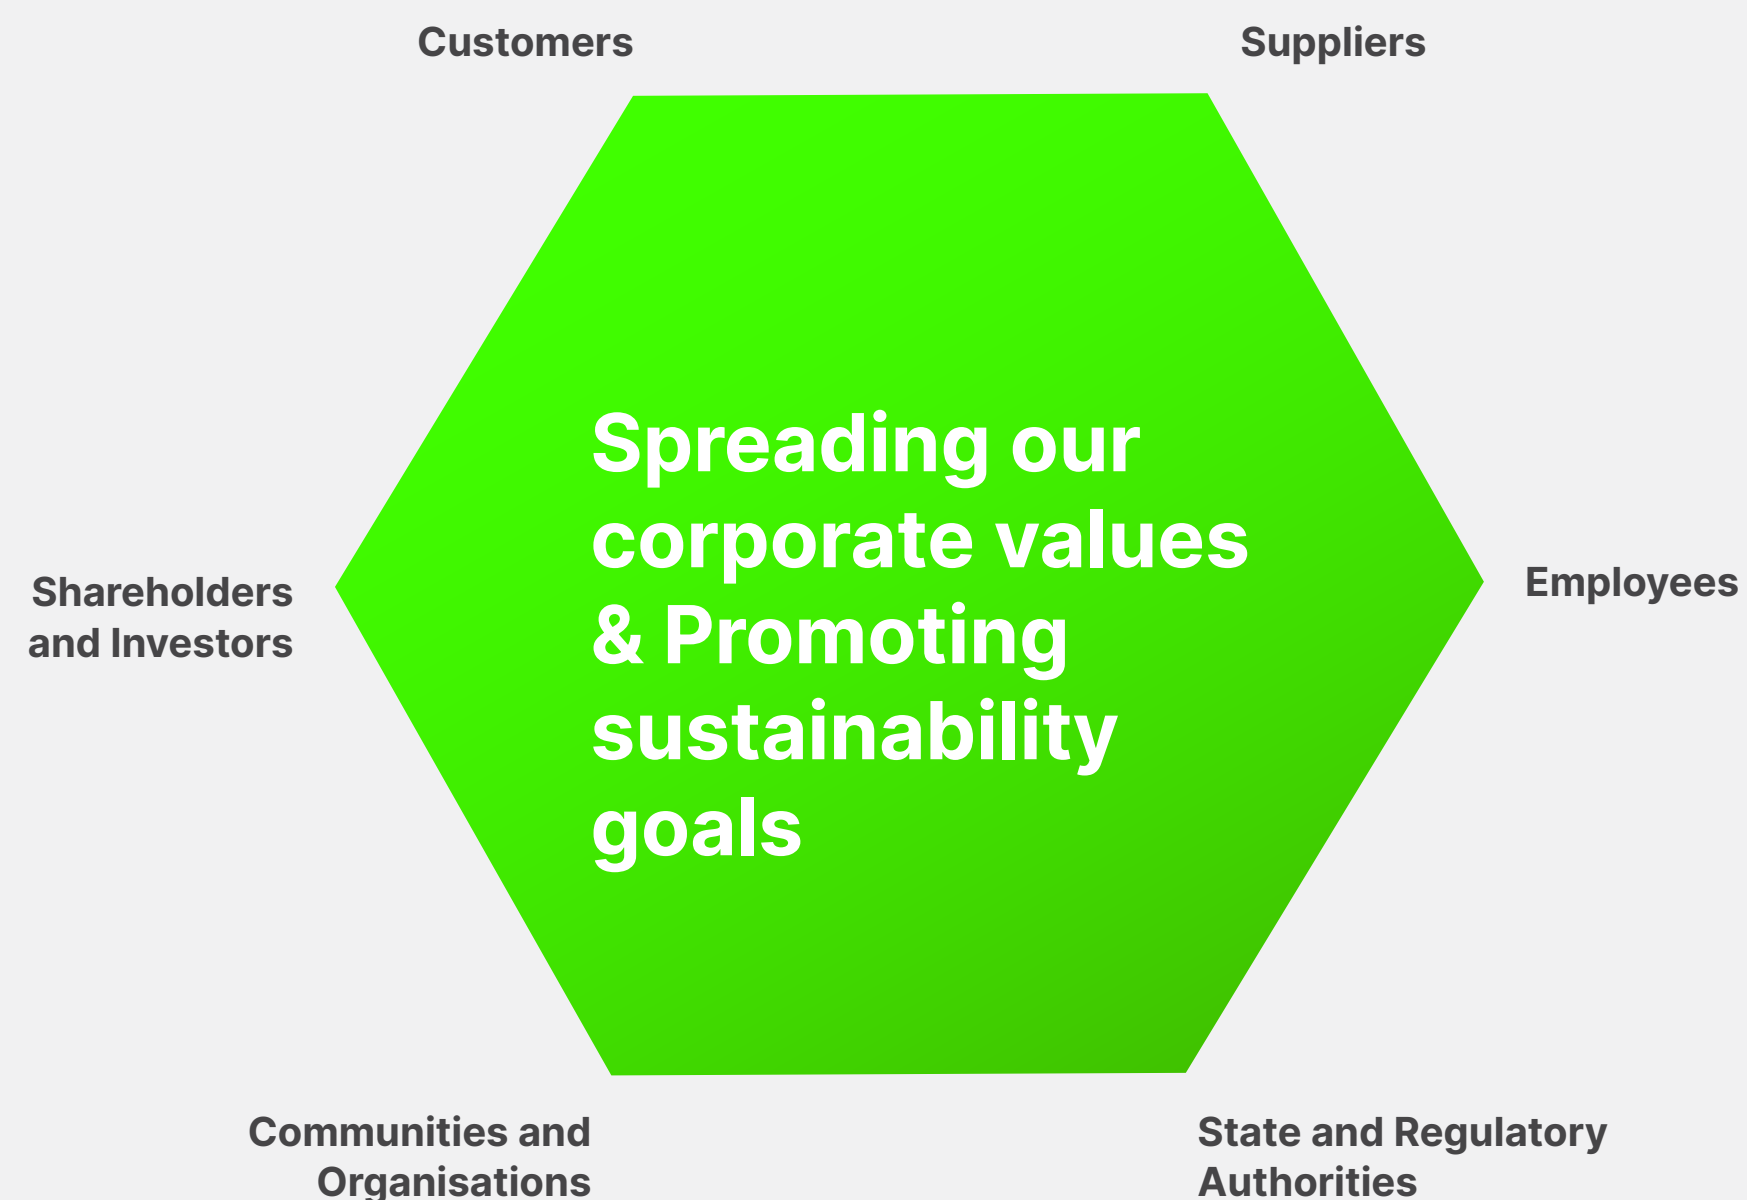 Customers
Suppliers
Spreading our
corporate values
& Promoting
sustainability
goals
Shareholders
and Investors
Employees
Communities and
Organisations
State and Regulatory
Authorities